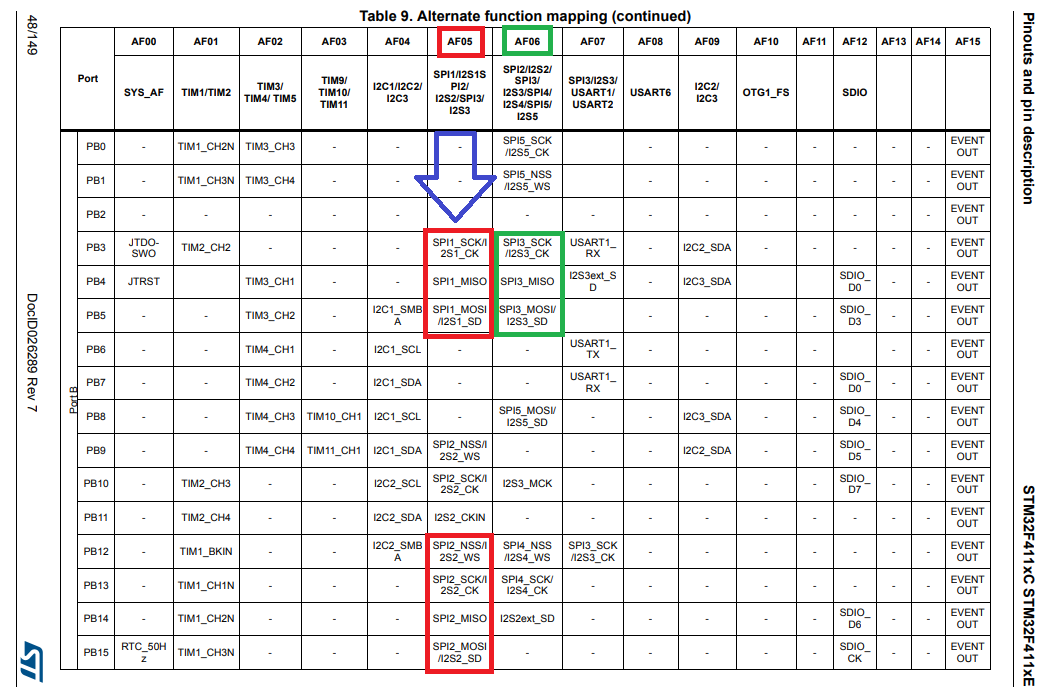 Table 9. Alternate function mapping (continued)
Port AF00 AF01 AF02 AF03 AF04 AF05 AF06 AF07 AF08 AF09 AF10 AF11 AF12 AF13 AF14 AF15
SYS_AF TIM1/TIM2 TIM3/ TIM4/ TIM5 TIM9/ TIM10/ TIM11 I2C1/I2C2/ I2C3 SPI1/I2S1S PI2/ I2S2/SPI3/ I2S3 SPI2/I2S2/ SPI3/ I2S3/SPI4/ I2S4/SPI5/ I2S5 SPI3/I2S3/ USART1/ USART2 USART6 I2C2/ I2C3 OTG1_FS SDIO
Port B
PB0 - TIM1_CH2N TIM3_CH3 - - - SPI5_SCK /I2S5_CK - - - - - - - - EVENT OUT
PB1 - TIM1_CH3N TIM3_CH4 - - - SPI5_NSS /I2S5_WS - - - - - - - - EVENT OUT
PB2 - - - - - - - - - - - - - - - EVENT OUT
PB3 JTDO- SWO TIM2_CH2 - - - SPI1_SCK/I 2S1_CK SPI3_SCK /I2S3_CK USART1_ RX - I2C2_SDA - - - - - EVENT OUT
PB4 JTRST - TIM3_CH1 - - SPI1_MISO SPI3_MISO I2S3ext_S D - I2C3_SDA - - SDIO_ D0 - - EVENT OUT
PB5 - - TIM3_CH2 - I2C1_SMB A SPI1_MOSI /I2S1_SD SPI3_MOSI/ I2S3_SD - - - - - SDIO_ D3 - - EVENT OUT
PB6 - - TIM4_CH1 - I2C1_SCL - - USART1_ TX - - - - - - - EVENT OUT
PB7 - - TIM4_CH2 - I2C1_SDA - - USART1_ RX - - - - SDIO_ D0 - - EVENT OUT
PB8 - - TIM4_CH3 TIM10_CH1 I2C1_SCL - SPI5_MOSI/ I2S5_SD - - I2C3_SDA - - SDIO_ D4 - - EVENT OUT
PB9 - - TIM4_CH4 TIM11_CH1 I2C1_SDA SPI2_NSS/I 2S2_WS - - - I2C2_SDA - - SDIO_ D5 - - EVENT OUT
PB10 - TIM2_CH3 - - I2C2_SCL SPI2_SCK/I 2S2_CK I2S3_MCK - - - - - SDIO_ D7 - - EVENT OUT
PB11 - TIM2_CH4 - - I2C2_SDA I2S2_CKIN - - - - - - - - - EVENT OUT
PB12 - TIM1_BKIN - - I2C2_SMB A SPI2_NSS/I 2S2_WS SPI4_NSS /I2S4_WS SPI3_SCK /I2S3_CK - - - - - - - EVENT OUT
PB13 - TIM1_CH1N - - - SPI2_SCK/I 2S2_CK SPI4_SCK/ I2S4_CK - - - - - - - - EVENT OUT
PB14 - TIM1_CH2N - - - SPI2_MISO I2S2ext_SD - - - - - SDIO_ D6 - - EVENT OUT
PB15 RTC_50H z TIM1_CH3N - - - SPI2_MOSI /I2S2_SD - - - - - - SDIO_ CK - - EVENT OUT
48/149
DocID026289 Rev 7
ST
Pinouts and pin description
STM32F411xC STM32F411xE